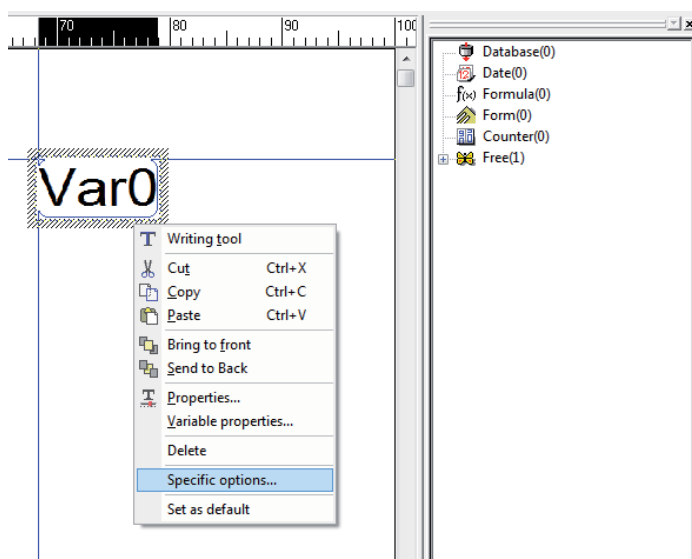 70 80 90 100
Database(0)
Date(0)
f(x) Formula(0)
Form(0)
Counter(0)
Free(1)
Var0
Writing tool
Cut Ctrl+X
Copy Ctrl+C
Paste Ctrl+V
Bring to front
Send to Back
Properties...
Variable properties...
Delete
Specific options...
Set as default